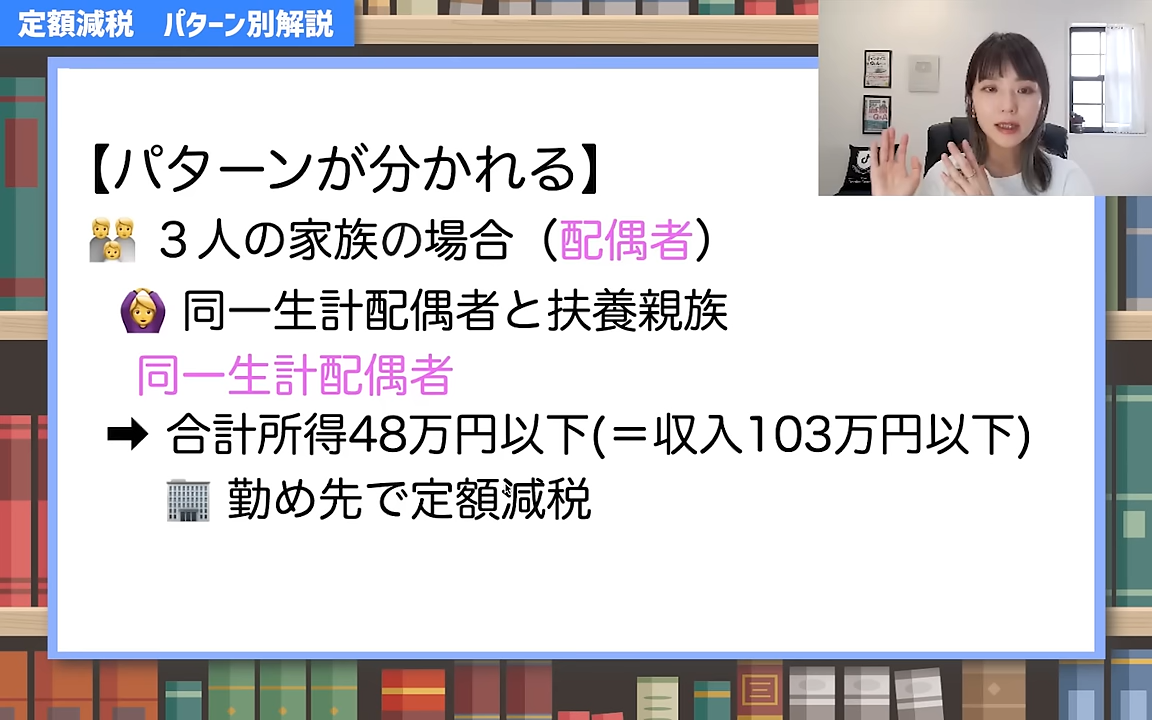 定額減税 パターン別解説
【パターンが分かれる】
３人の家族の場合（配偶者）
同一生計配偶者と扶養親族
同一生計配偶者
➡ 合計所得48万円以下(＝収入103万円以下)
勤め先で定額減税